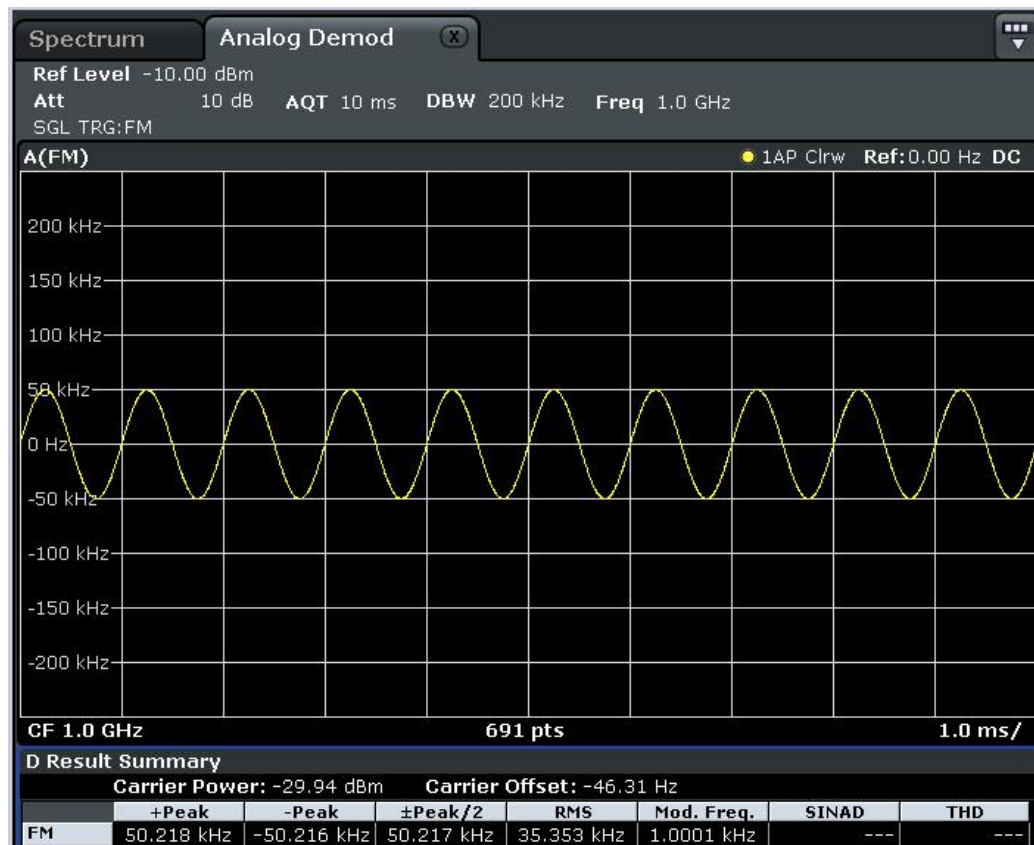 Spectrum Analog Demod X
Ref Level -10.00 dBm
Att 10 dB AQT 10 ms DBW 200 kHz Freq 1.0 GHz
SGL TRG:FM
A(FM) 1AP Clrw Ref:0.00 Hz DC
200 kHz
150 kHz
100 kHz
50 kHz
0 Hz
-50 kHz
-100 kHz
-150 kHz
-200 kHz
CF 1.0 GHz 691 pts 1.0 ms/
D Result Summary
Carrier Power: -29.94 dBm Carrier Offset: -46.31 Hz
+Peak -Peak ±Peak/2 RMS Mod. Freq. SINAD THD
FM 50.218 kHz -50.216 kHz 50.217 kHz 35.353 kHz 1.0001 kHz --- ---